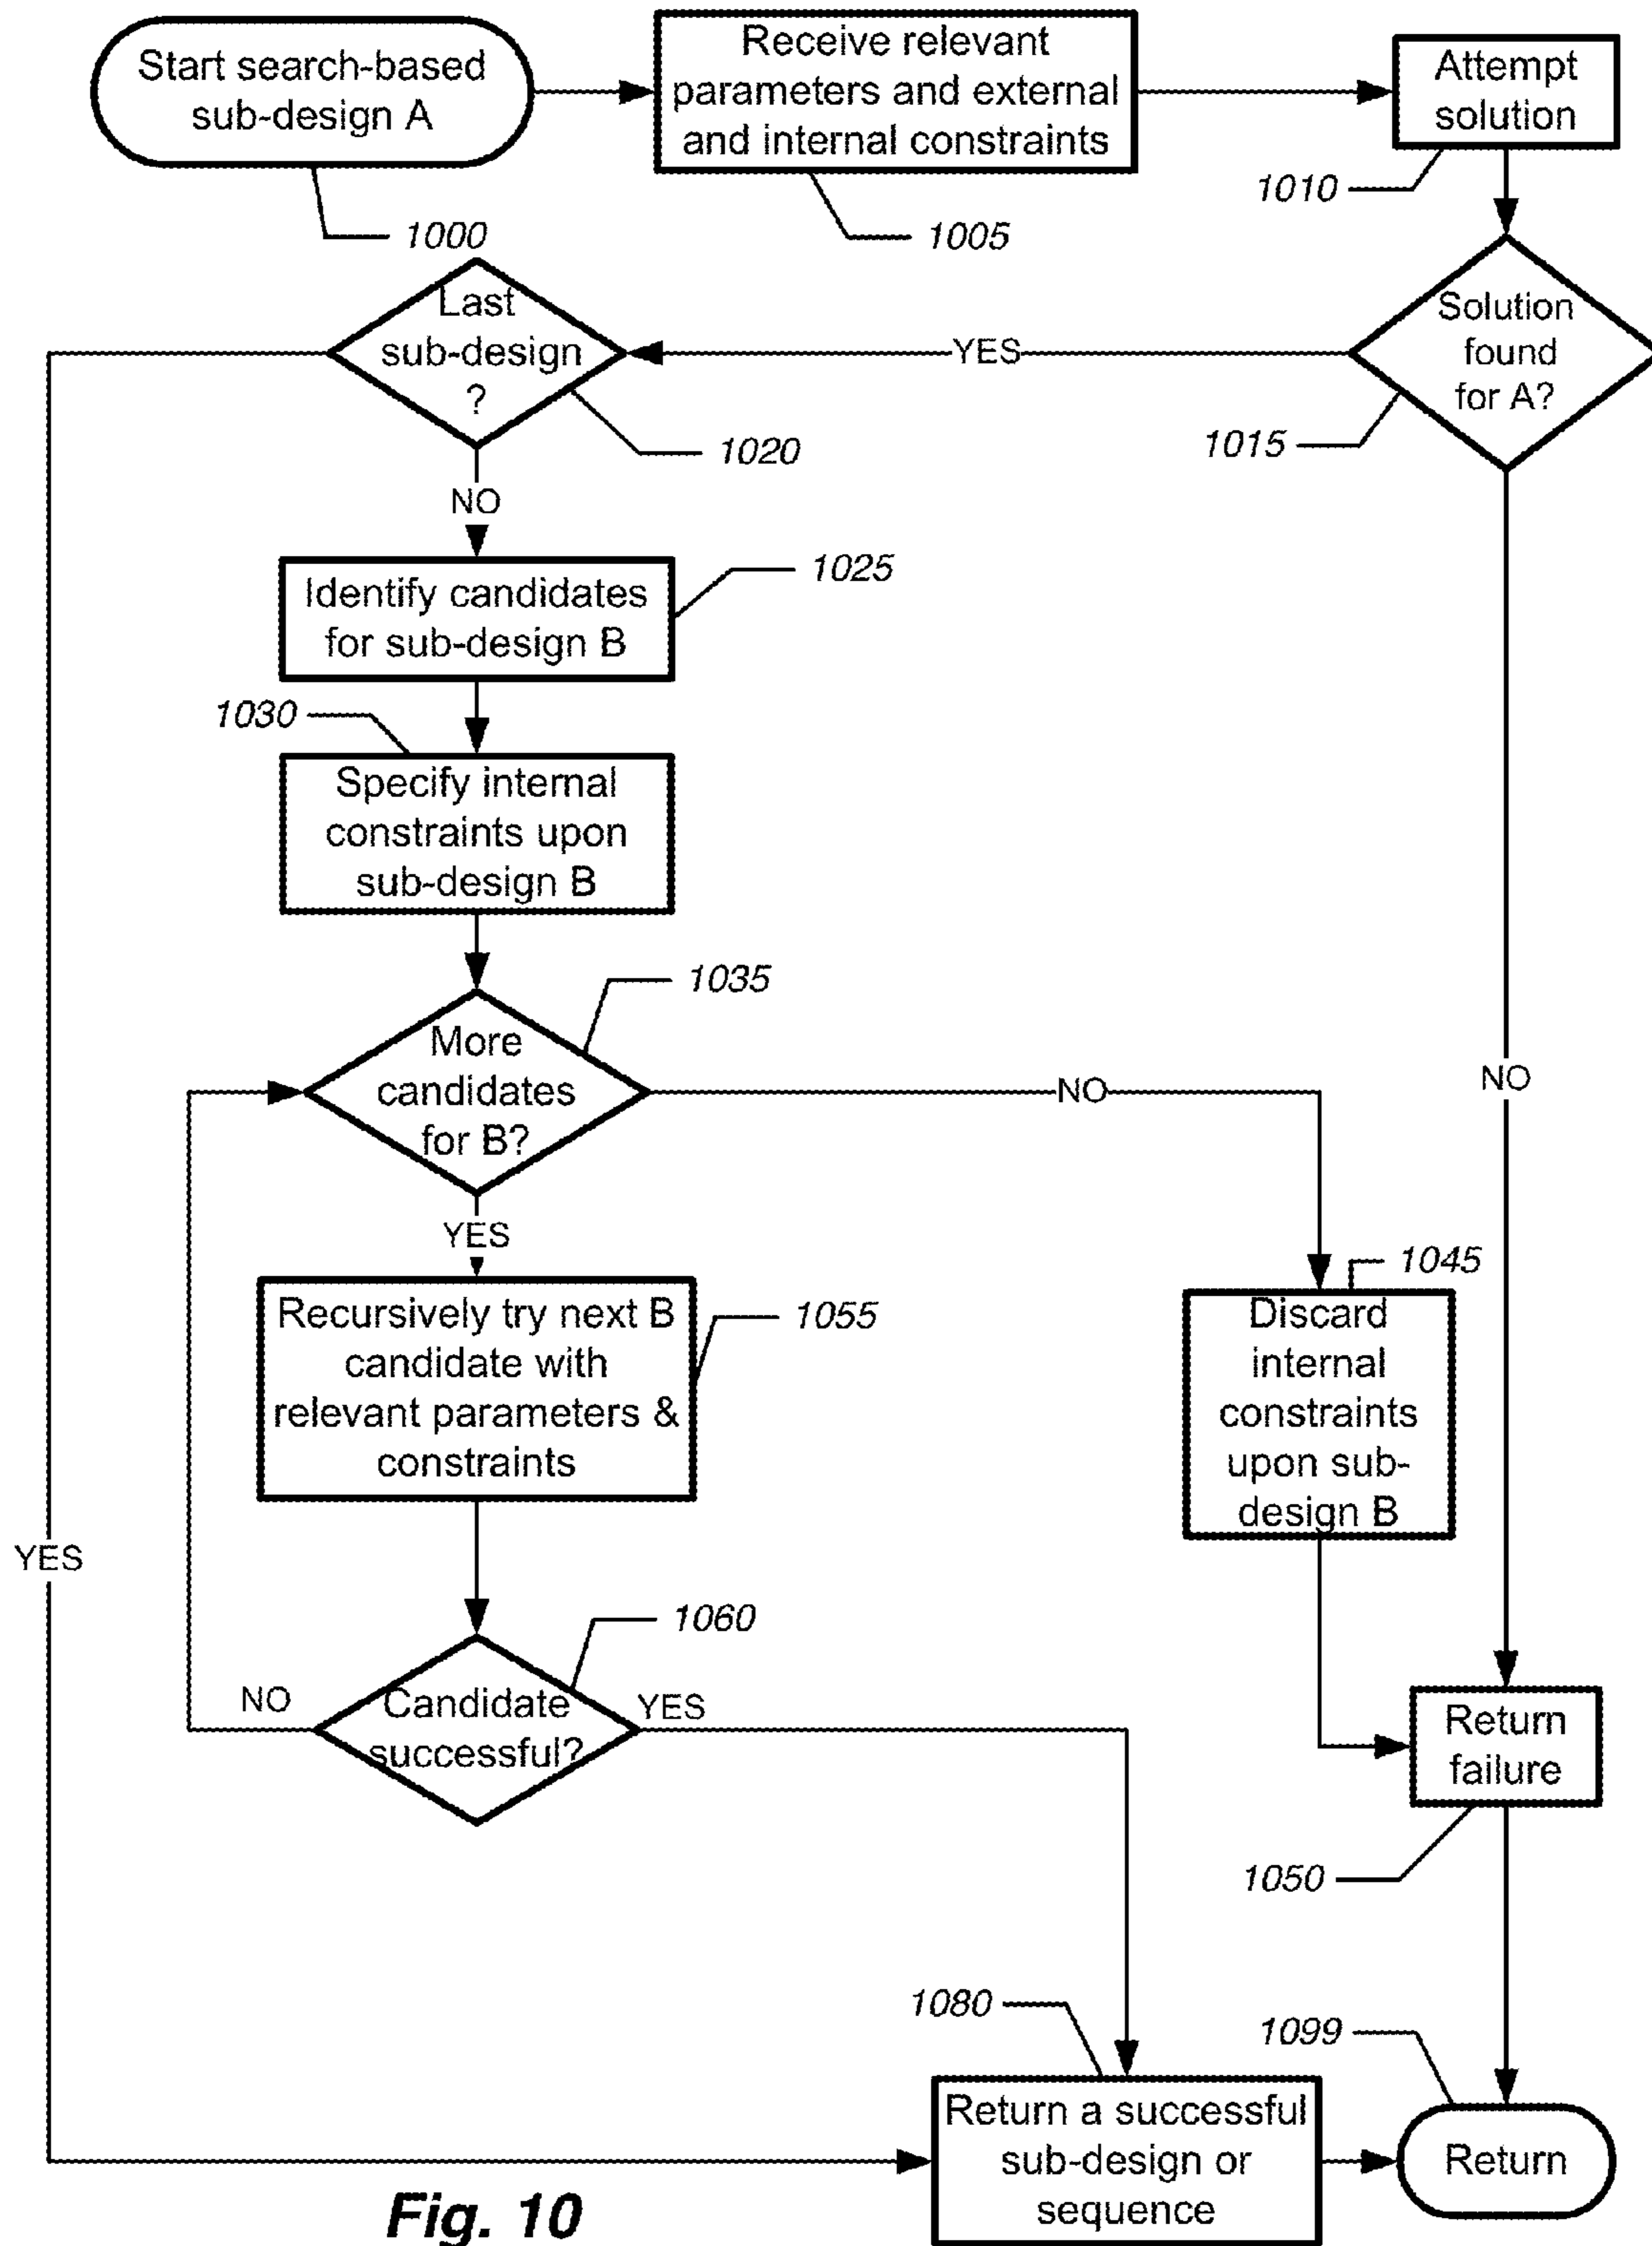 Start search-based
sub-design A
1000
Receive relevant
parameters and external
and internal constraints
1005
Attempt
solution
1010
Solution
found
for A?
1015
YES
Last
sub-design
?
1020
NO
Identify candidates
for sub-design B
1025
1030
Specify internal
constraints upon
sub-design B
1035
More
candidates
for B?
NO
NO
YES
Recursively try next B
candidate with
relevant parameters &
constraints
1055
1045
Discard
internal
constraints
upon sub-
design B
YES
1060
Candidate
successful?
NO
YES
Return
failure
1050
1080
Return a successful
sub-design or
sequence
1099
Return
Fig. 10